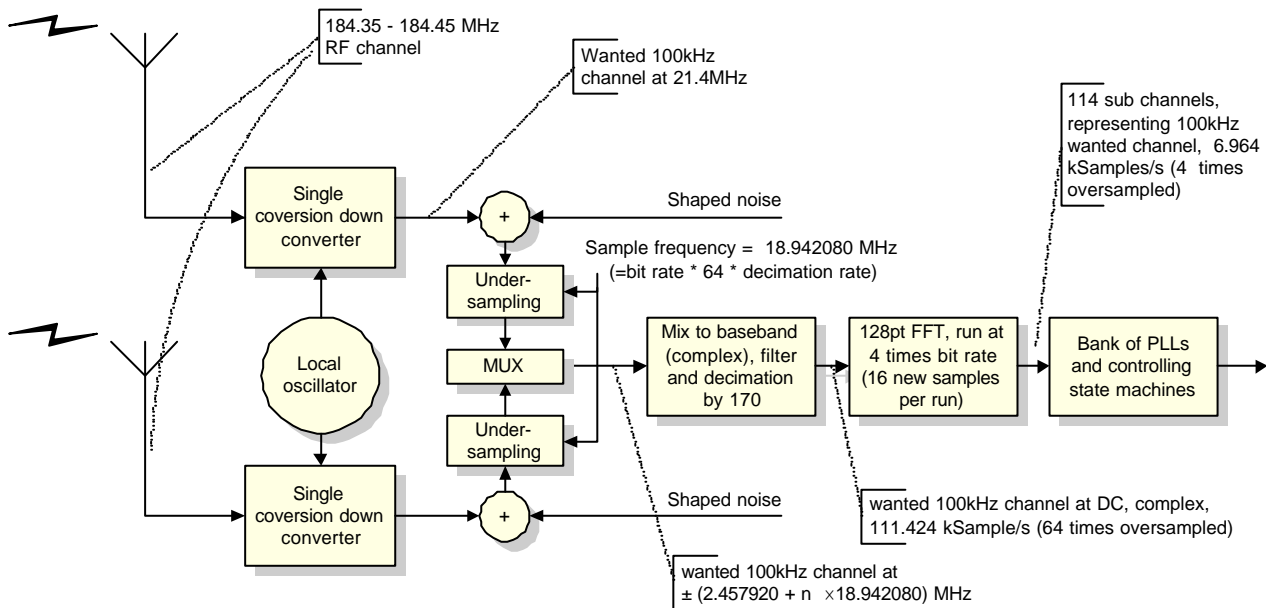 184.35 - 184.45 MHz
RF channel
Wanted 100kHz
channel at 21.4MHz
114 sub channels,
representing 100kHz
wanted channel, 6.964
kSamples/s (4 times
oversampled)
Single
coversion down
converter
+
Shaped noise
Sample frequency = 18.942080 MHz
(=bit rate * 64 * decimation rate)
Under-
sampling
Local
oscillator
MUX
Mix to baseband
(complex), filter
and decimation
by 170
128pt FFT, run at
4 times bit rate
(16 new samples
per run)
Bank of PLLs
and controlling
state machines
Under-
sampling
Single
coversion down
converter
+
Shaped noise
wanted 100kHz channel at DC, complex,
111.424 kSample/s (64 times oversampled)
wanted 100kHz channel at
± (2.457920 + n ×18.942080) MHz